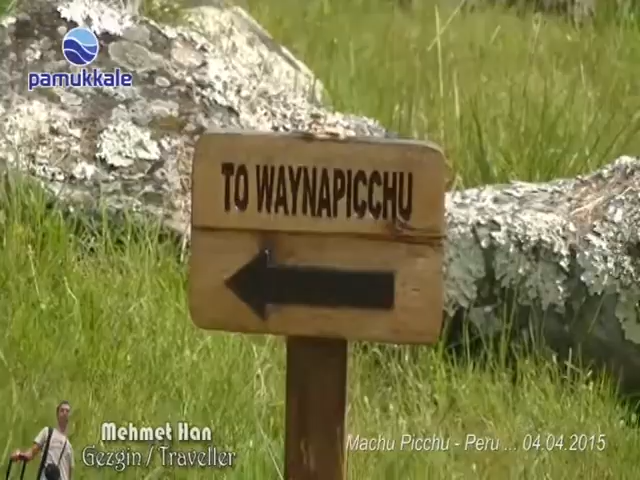 pamukkale
TO WAYNAPICCHU
Mehmet Han
Gezgin / Traveller
Machu Picchu - Peru ... 04.04.2015